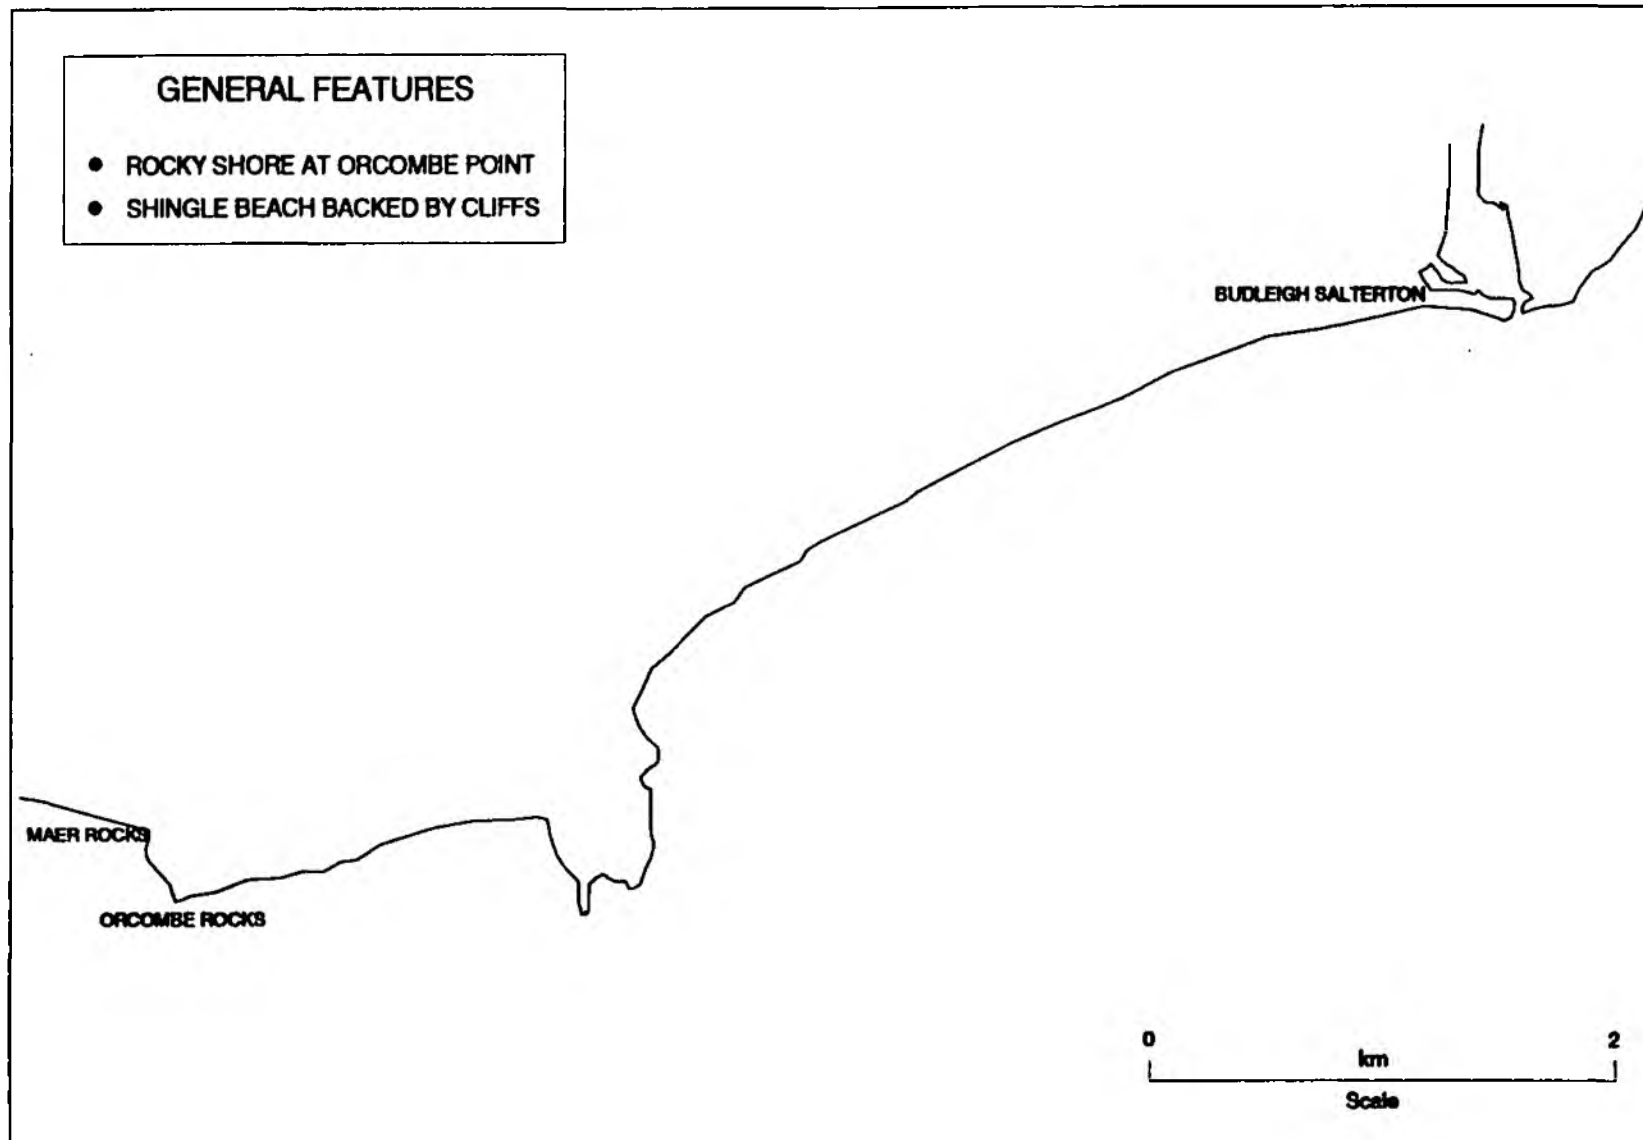 GENERAL FEATURES
● ROCKY SHORE AT ORCOMBE POINT
● SHINGLE BEACH BACKED BY CLIFFS
BUDLEIGH SALTERTON
MAER ROCKS
ORCOMBE ROCKS
0 2
km
Scale